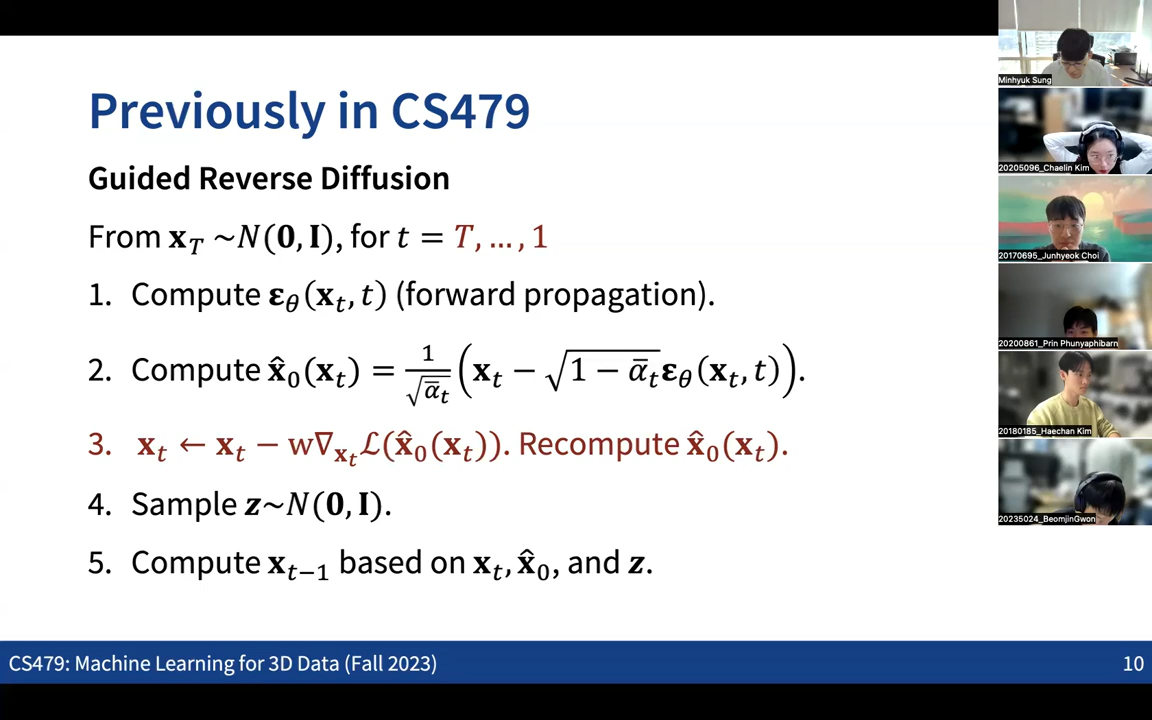 Previously in CS479
Guided Reverse Diffusion
From 𝐱_T ~N(𝟎, 𝐈), for t = T, … , 1
1. Compute 𝛆_θ(𝐱_t, t) (forward propagation).
2. Compute 𝐱̂_0(𝐱_t) = 1/√ᾱ_t (𝐱_t − √(1 − ᾱ_t) 𝛆_θ(𝐱_t, t)).
3. 𝐱_t ← 𝐱_t − w∇_{𝐱_t} ℒ(𝐱̂_0(𝐱_t)). Recompute 𝐱̂_0(𝐱_t).
4. Sample 𝒛~N(𝟎, 𝐈).
5. Compute 𝐱_{t−1} based on 𝐱_t, 𝐱̂_0, and 𝒛.
CS479: Machine Learning for 3D Data (Fall 2023)
10
Minhyuk Sung
20205096_Chaelin Kim
20170695_Junhyeok Choi
20200861_Prin Phunyaphibarn
20180185_Haechan Kim
20235024_BeomjinGwon